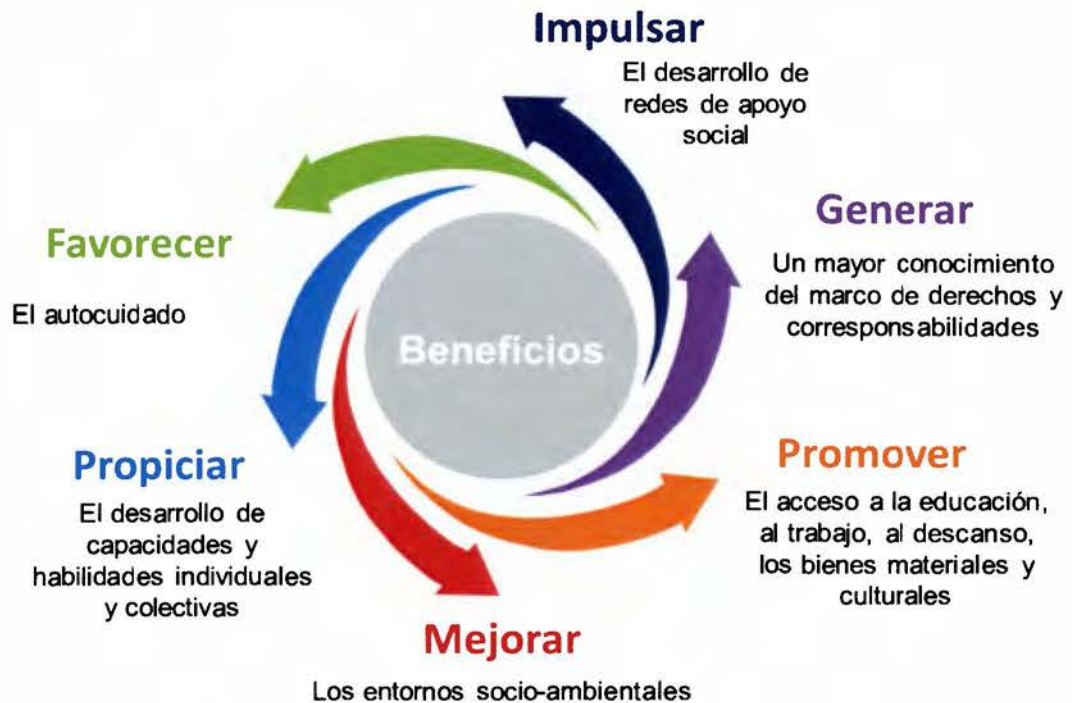 Impulsar
El desarrollo de
redes de apoyo
social
Generar
Un mayor conocimiento
del marco de derechos y
corresponsabilidades
Favorecer
El autocuidado
Beneficios
Propiciar
El desarrollo de
capacidades y
habilidades individuales
y colectivas
Promover
El acceso a la educación,
al trabajo, al descanso,
los bienes materiales y
culturales
Mejorar
Los entornos socio-ambientales